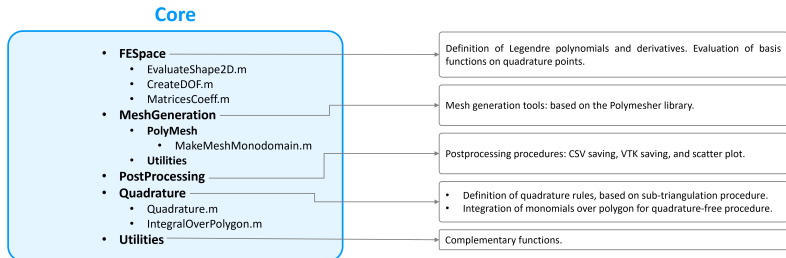 Core
• FESpace
• EvaluateShape2D.m
• CreateDOF.m
• MatricesCoeff.m
• MeshGeneration
• PolyMesh
• MakeMeshMonodomain.m
• Utilities
• PostProcessing
• Quadrature
• Quadrature.m
• IntegralOverPolygon.m
• Utilities
Definition of Legendre polynomials and derivatives. Evaluation of basis
functions on quadrature points.
Mesh generation tools: based on the Polymesher library.
Postprocessing procedures: CSV saving, VTK saving, and scatter plot.
• Definition of quadrature rules, based on sub-triangulation procedure.
• Integration of monomials over polygon for quadrature-free procedure.
Complementary functions.